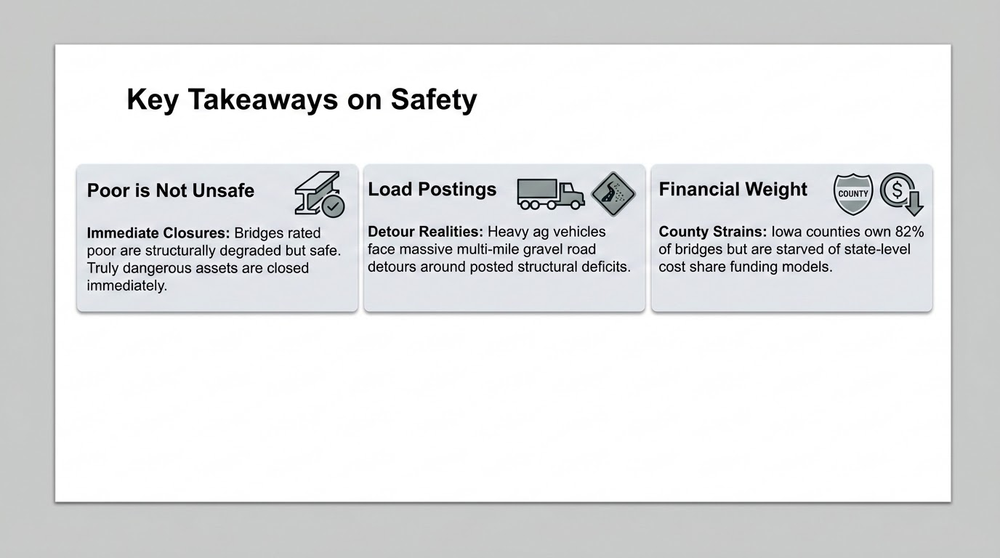 Key Takeaways on Safety
Poor is Not Unsafe
Immediate Closures: Bridges rated
poor are structurally degraded but safe.
Truly dangerous assets are closed
immediately.
Load Postings
Detour Realities: Heavy ag vehicles
face massive multi-mile gravel road
detours around posted structural deficits.
Financial Weight
COUNTY
$
County Strains: Iowa counties own 82%
of bridges but are starved of state-level
cost share funding models.